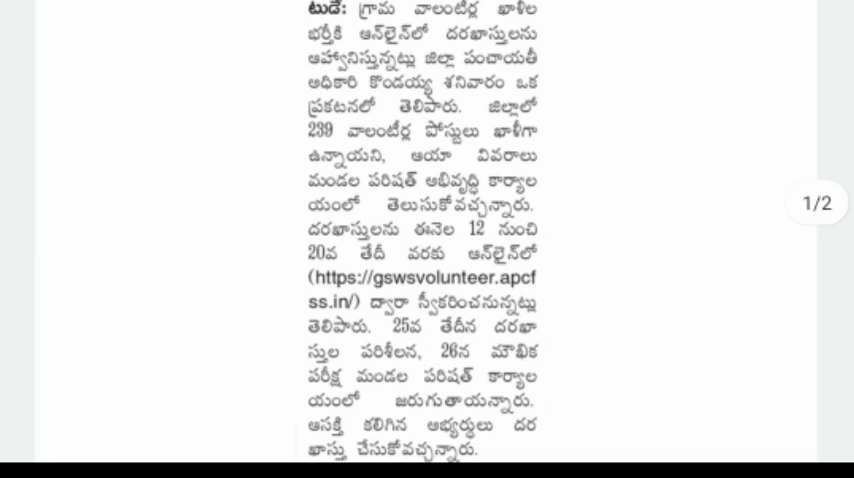 టుడే: గ్రామ వాలంటీర్ల ఖాళీల
భర్తీకి ఆన్‌లైన్‌లో దరఖాస్తులను
ఆహ్వానిస్తున్నట్లు జిల్లా పంచాయతీ
అధికారి కొండయ్య శనివారం ఒక
ప్రకటనలో తెలిపారు. జిల్లాలో
239 వాలంటీర్ల పోస్టులు ఖాళీగా
ఉన్నాయని, ఆయా వివరాలు
మండల పరిషత్ అభివృద్ధి కార్యాల
యంలో తెలుసుకోవచ్చన్నారు.
దరఖాస్తులను ఈనెల 12 నుంచి
20వ తేదీ వరకు ఆన్‌లైన్‌లో
(https://gswsvolunteer.apcf
ss.in/) ద్వారా స్వీకరించనున్నట్లు
తెలిపారు. 25వ తేదీన దరఖా
స్తుల పరిశీలన, 26న మౌఖిక
పరీక్ష మండల పరిషత్ కార్యాల
యంలో జరుగుతాయన్నారు.
ఆసక్తి కలిగిన అభ్యర్థులు దర
ఖాస్తు చేసుకోవచ్చన్నారు.
1/2